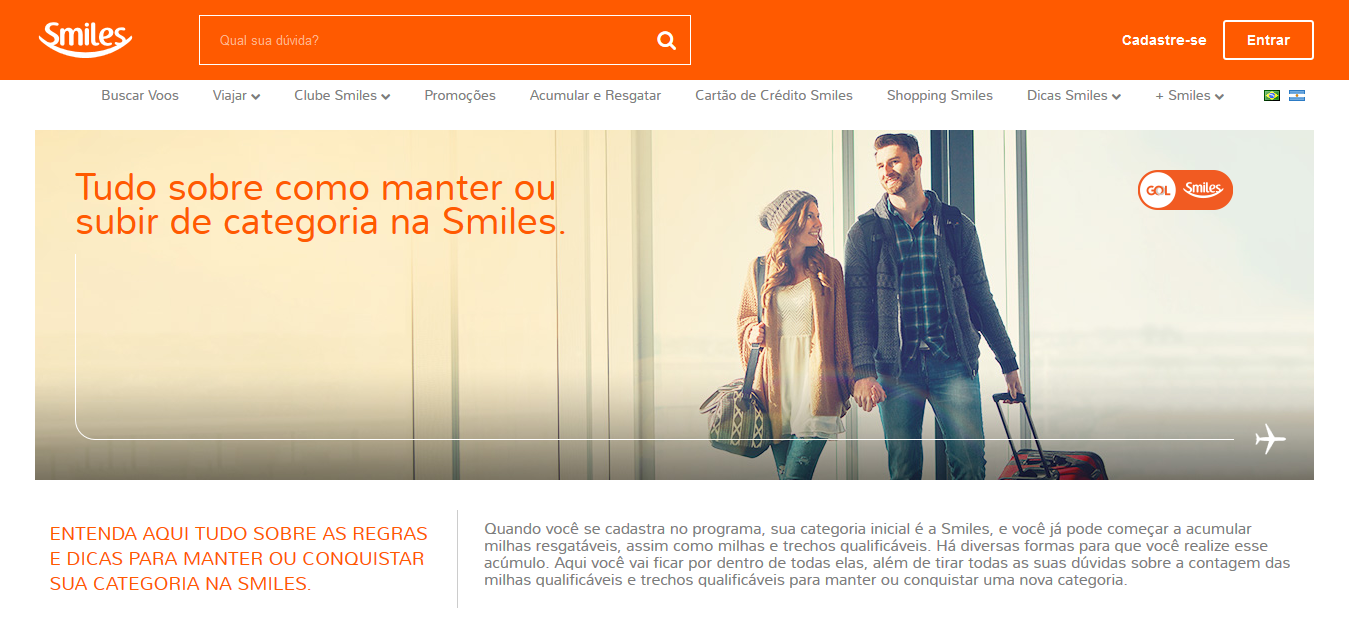 Smiles
Qual sua dúvida?
Cadastre-se
Entrar
Buscar Voos
Viajar
Clube Smiles
Promoções
Acumular e Resgatar
Cartão de Crédito Smiles
Shopping Smiles
Dicas Smiles
+ Smiles
Tudo sobre como manter ou
subir de categoria na Smiles.
GOL Smiles
ENTENDA AQUI TUDO SOBRE AS REGRAS
E DICAS PARA MANTER OU CONQUISTAR
SUA CATEGORIA NA SMILES.
Quando você se cadastra no programa, sua categoria inicial é a Smiles, e você já pode começar a acumular
milhas resgatáveis, assim como milhas e trechos qualificáveis. Há diversas formas para que você realize esse
acúmulo. Aqui você vai ficar por dentro de todas elas, além de tirar todas as suas dúvidas sobre a contagem das
milhas qualificáveis e trechos qualificáveis para manter ou conquistar uma nova categoria.